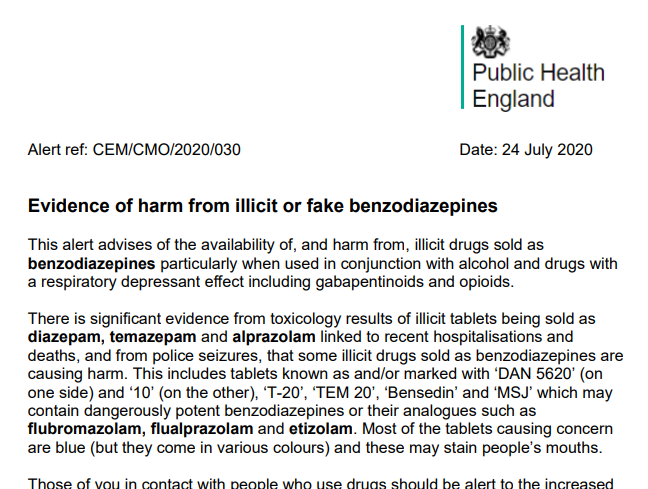 Public Health
England
Alert ref: CEM/CMO/2020/030 Date: 24 July 2020
Evidence of harm from illicit or fake benzodiazepines
This alert advises of the availability of, and harm from, illicit drugs sold as
benzodiazepines particularly when used in conjunction with alcohol and drugs with
a respiratory depressant effect including gabapentinoids and opioids.
There is significant evidence from toxicology results of illicit tablets being sold as
diazepam, temazepam and alprazolam linked to recent hospitalisations and
deaths, and from police seizures, that some illicit drugs sold as benzodiazepines are
causing harm. This includes tablets known as and/or marked with ‘DAN 5620’ (on
one side) and ‘10’ (on the other), ‘T-20’, ‘TEM 20’, ‘Bensedin’ and ‘MSJ’ which may
contain dangerously potent benzodiazepines or their analogues such as
flubromazolam, flualprazolam and etizolam. Most of the tablets causing concern
are blue (but they come in various colours) and these may stain people’s mouths.
Those of you in contact with people who use drugs should be alert to the increased